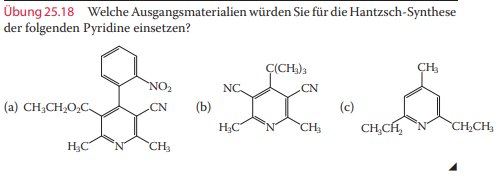 Übung 25.18 Welche Ausgangsmaterialien würden Sie für die Hantzsch-Synthese
der folgenden Pyridine einsetzen?
NO₂
(a) CH₃CH₂O₂C CN
H₃C N CH₃
C(CH₃)₃
(b) NC CN
H₃C N CH₃
CH₃
(c) CH₃CH₂ N CH₂CH₃